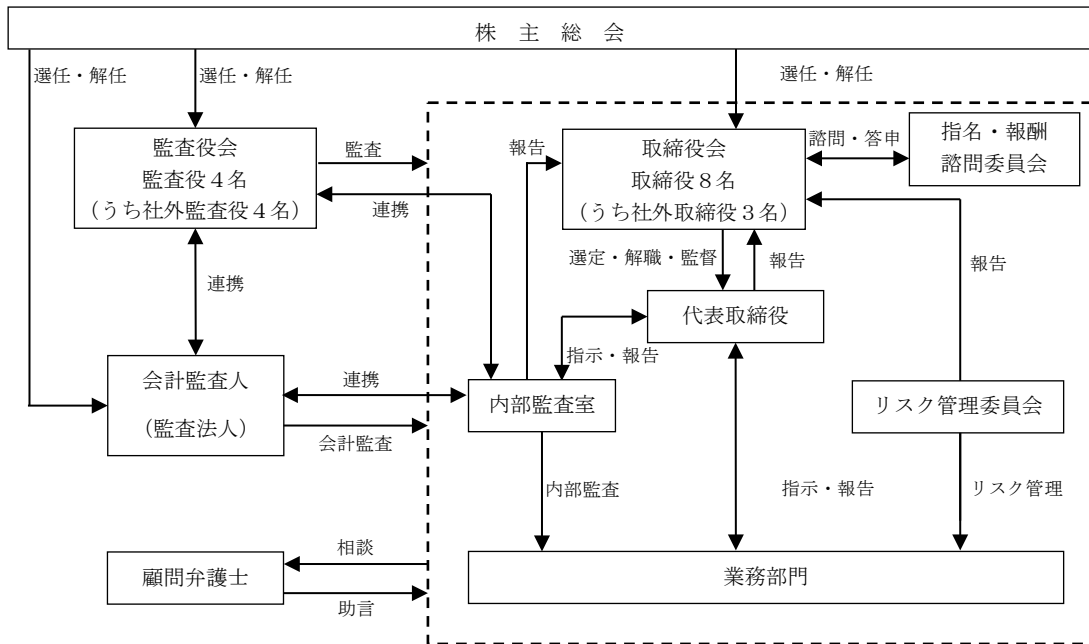 株 主 総 会
選任・解任
選任・解任
選任・解任
監査役会
監査役４名
（うち社外監査役４名）
監査
連携
報告
取締役会
取締役８名
（うち社外取締役３名）
諮問・答申
指名・報酬
諮問委員会
選定・解職・監督
報告
報告
連携
代表取締役
指示・報告
会計監査人
（監査法人）
連携
会計監査
内部監査室
リスク管理委員会
内部監査
指示・報告
リスク管理
顧問弁護士
相談
助言
業務部門